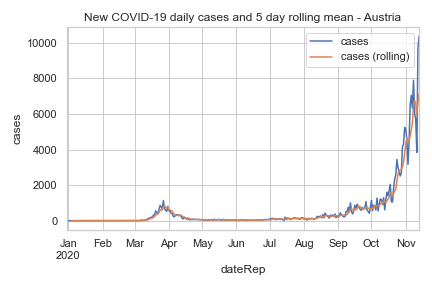 New COVID-19 daily cases and 5 day rolling mean - Austria
cases
cases (rolling)
10000
8000
6000
4000
2000
0
cases
Jan Feb Mar Apr May Jun Jul Aug Sep Oct Nov
2020
dateRep